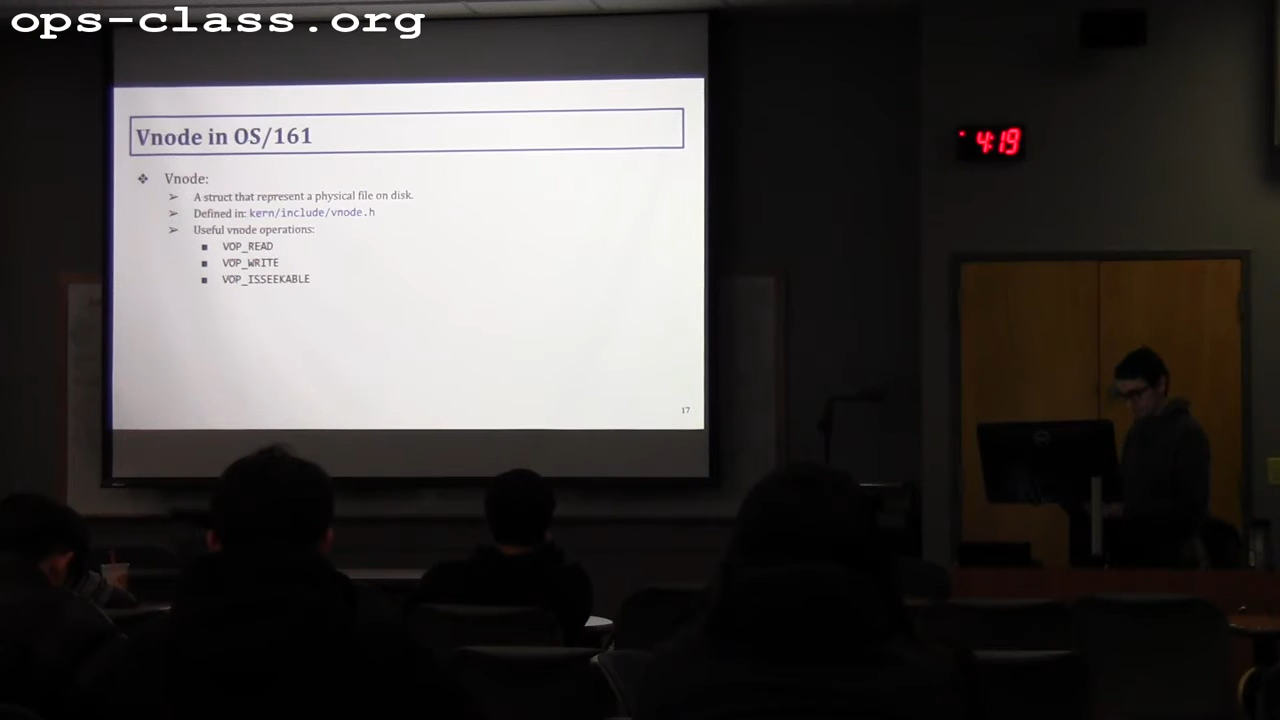 ops-class.org
Vnode in OS/161
4:19
❖ Vnode:
➢ A struct that represent a physical file on disk.
➢ Defined in: kern/include/vnode.h
➢ Useful vnode operations:
■ VOP_READ
■ VOP_WRITE
■ VOP_ISSEEKABLE
17